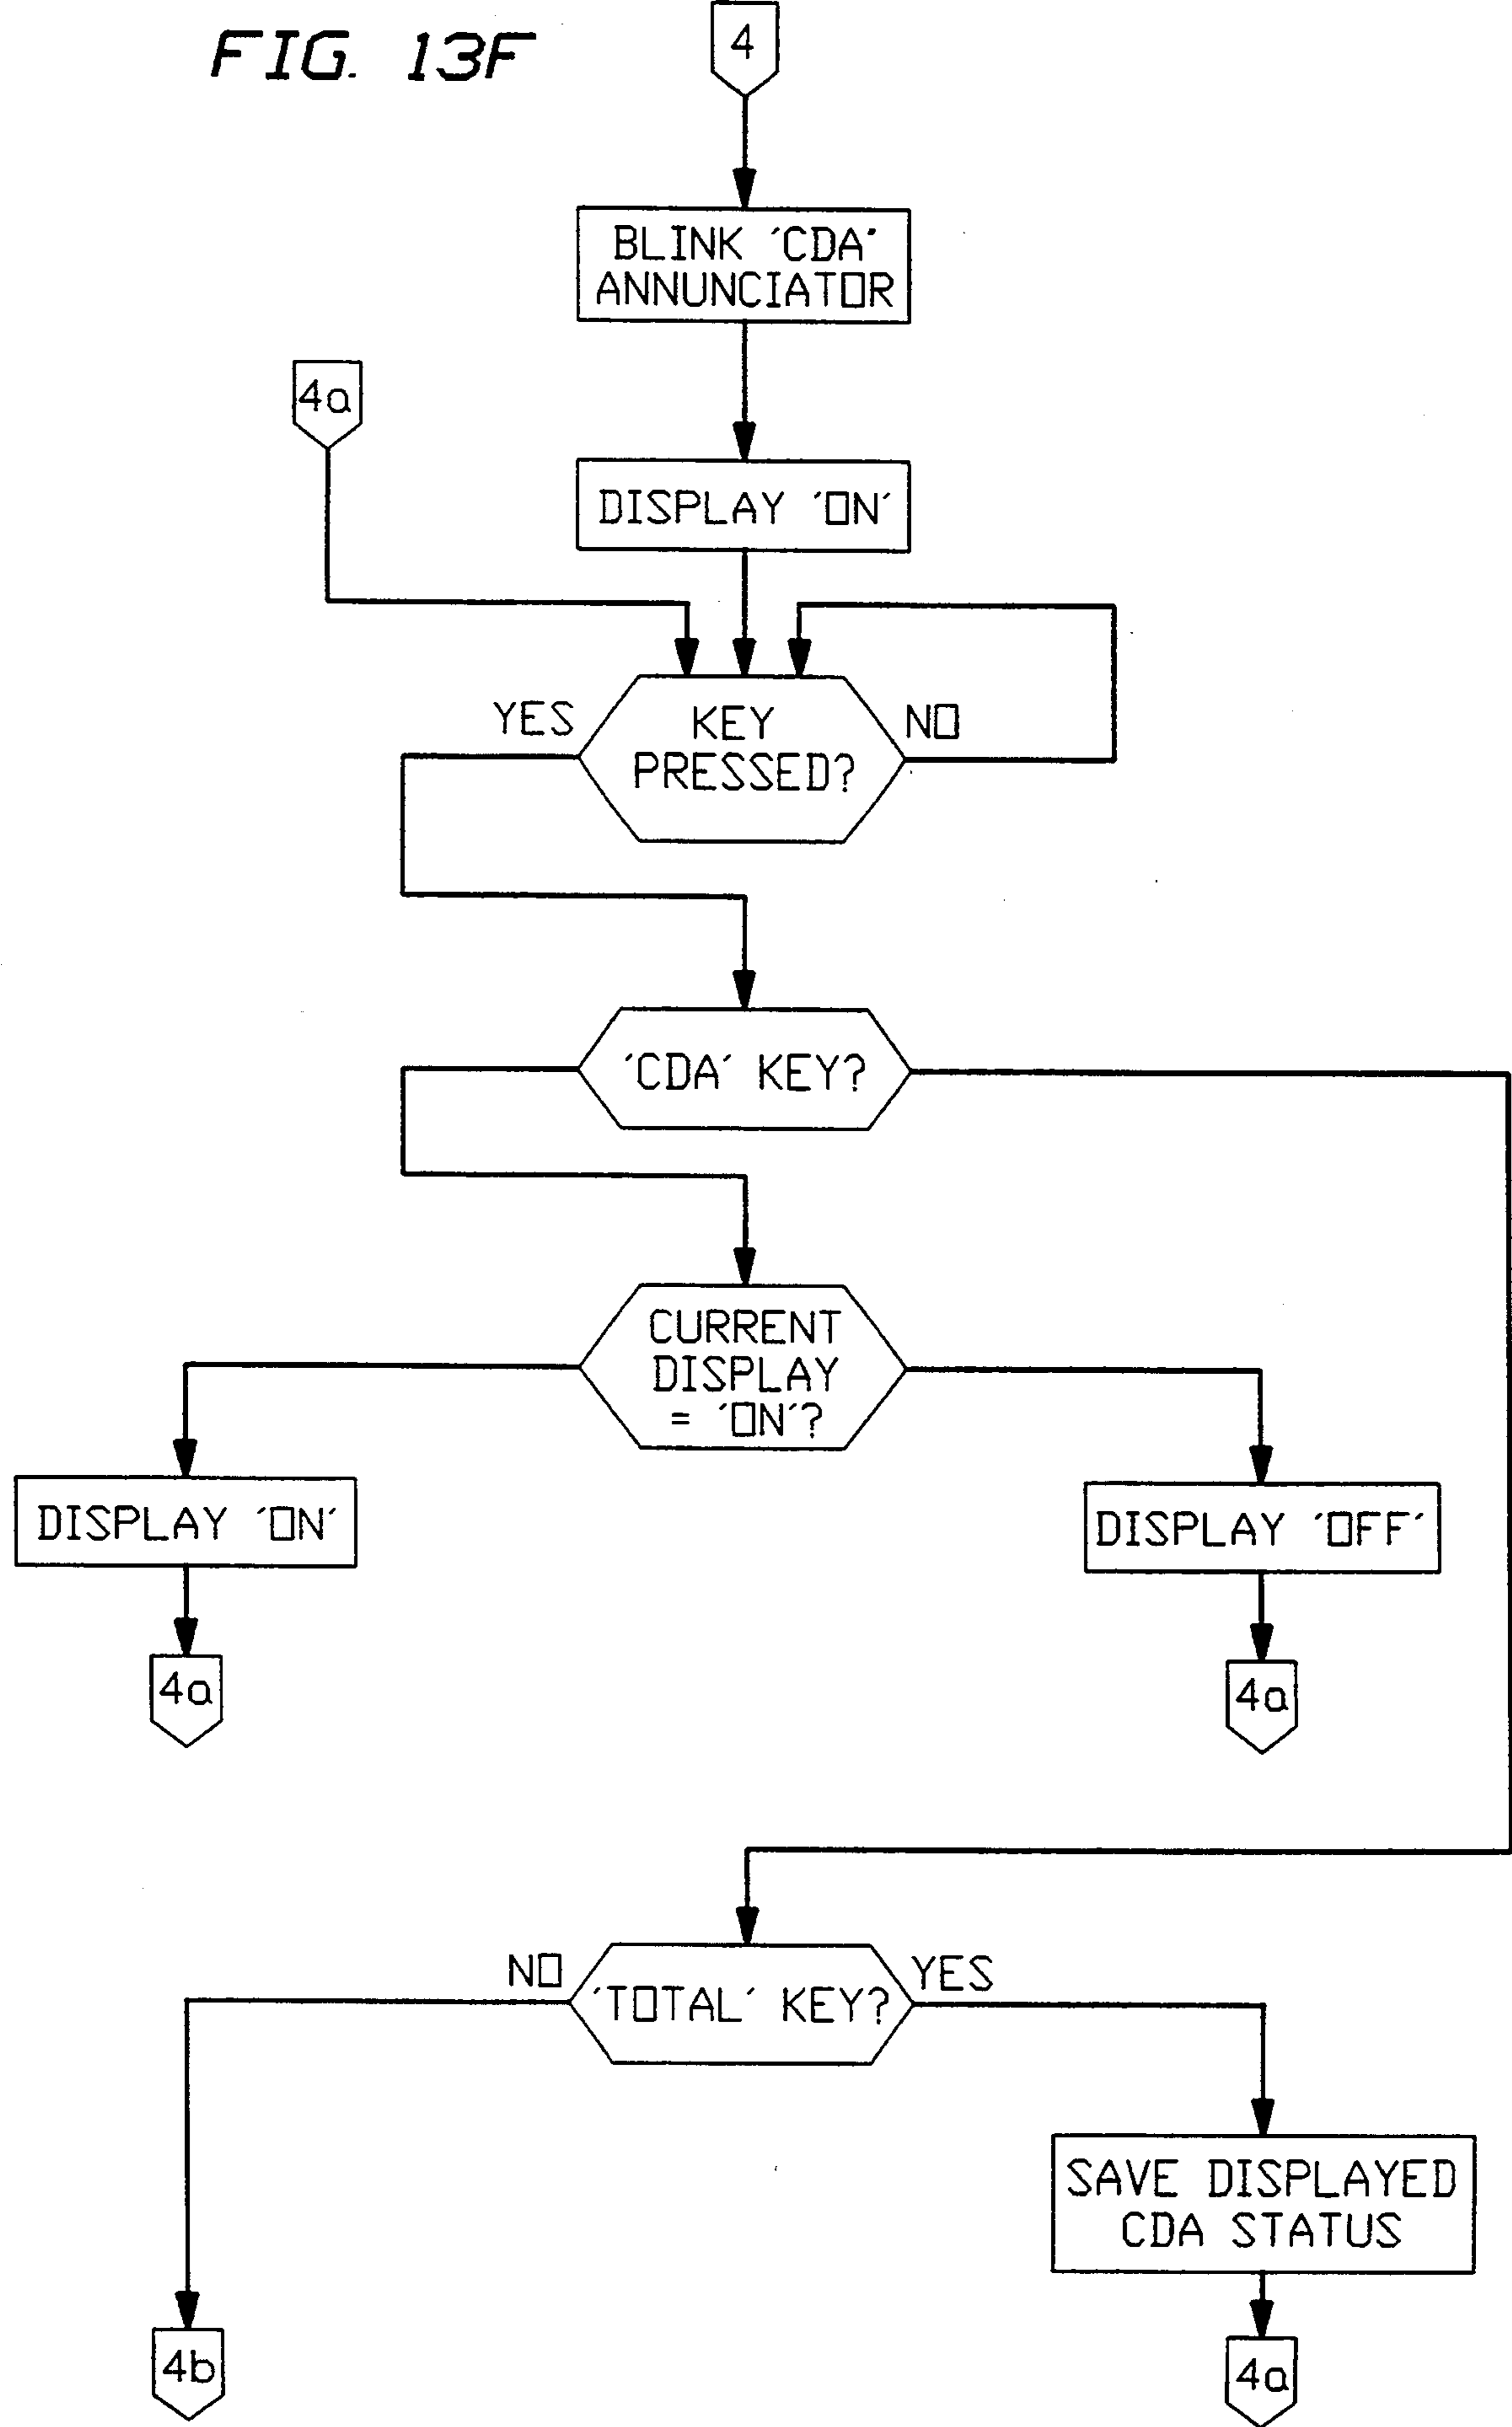 FIG. 13F
4
BLINK 'CDA'
ANNUNCIATOR
4a
DISPLAY 'ON'
YES
KEY
PRESSED?
NO
'CDA' KEY?
CURRENT
DISPLAY
= 'ON'?
DISPLAY 'ON'
DISPLAY 'OFF'
4a
4a
NO
'TOTAL' KEY?
YES
SAVE DISPLAYED
CDA STATUS
4b
4a